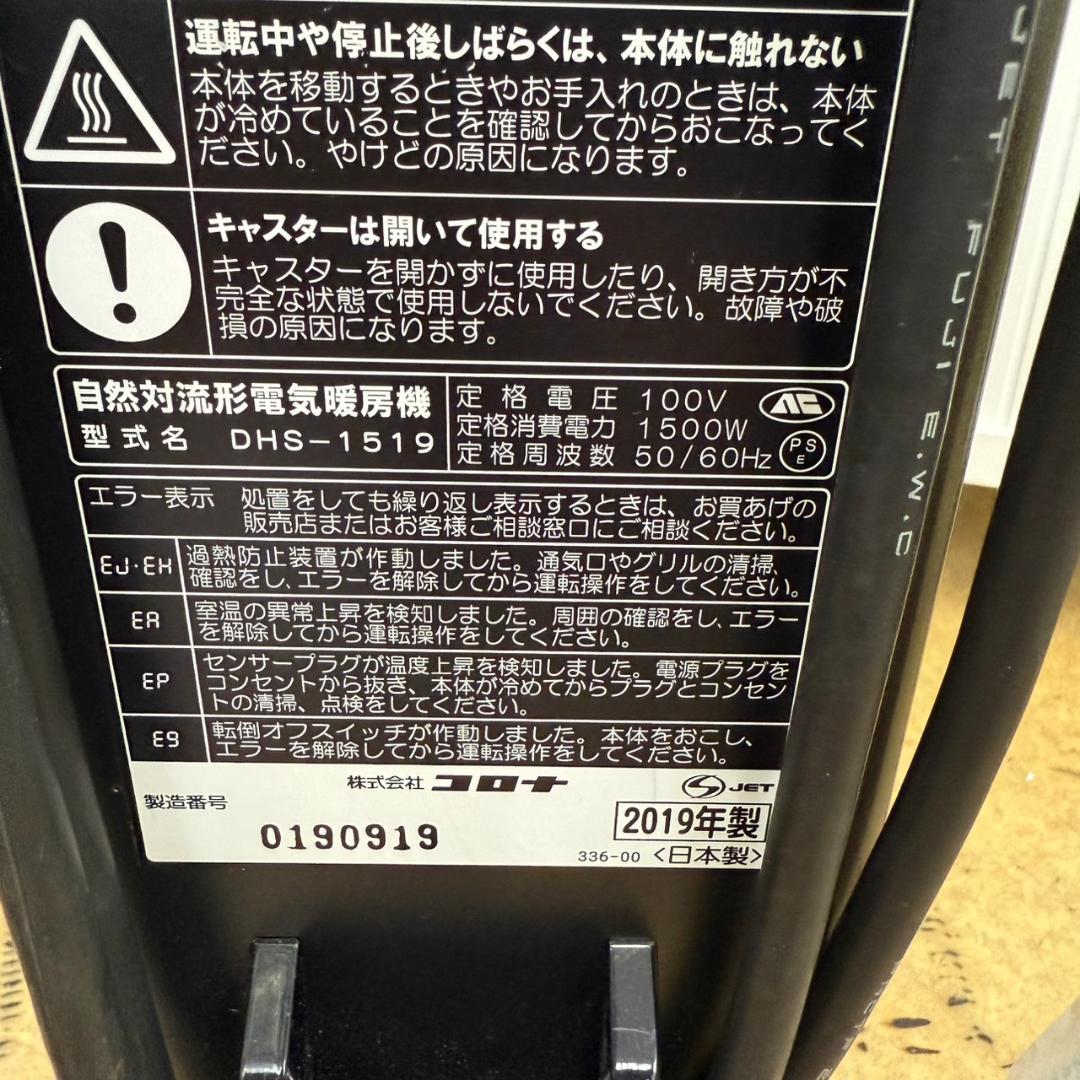 運転中や停止後しばらくは、本体に触れない
本体を移動するときやお手入れのときは、本体
が冷めていることを確認してからおこなってく
ださい。やけどの原因になります。
キャスターは開いて使用する
キャスターを開かずに使用したり、開き方が不
完全な状態で使用しないでください。故障や破
損の原因になります。
自然対流形電気暖房機
型式名 DHS-1519
定格電圧 100V
定格消費電力 1500W
定格周波数 50/60Hz
PS
E
エラー表示 処置をしても繰り返し表示するときは、お買あげの
販売店またはお客様ご相談窓口にご相談ください。
EJ・EH 過熱防止装置が作動しました。通気口やグリルの清掃、
確認をし、エラーを解除してから運転操作をしてください。
EA 室温の異常上昇を検知しました。周囲の確認をし、エラー
を解除してから運転操作をしてください。
EP センサープラグが温度上昇を検知しました。電源プラグを
コンセントから抜き、本体が冷めてからプラグとコンセン
トの清掃、点検をしてください。
E9 転倒オフスイッチが作動しました。本体をおこし、
エラーを解除してから運転操作をしてください。
株式会社 コロナ
JET
製造番号
0190919
2019年製
336-00 <日本製>
JET FUJI E.W.C